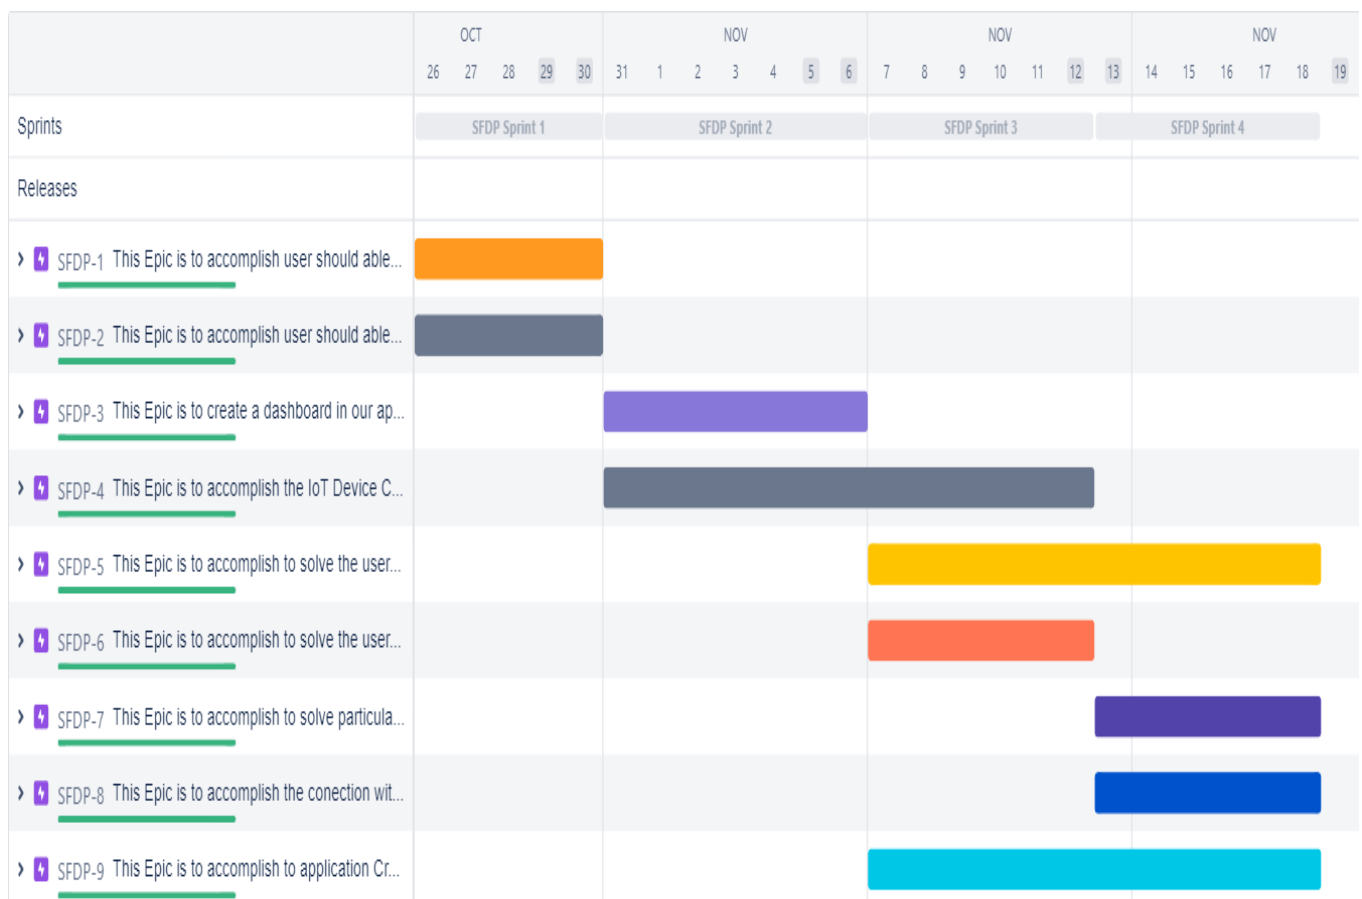 OCT NOV NOV NOV
26 27 28 29 30 31 1 2 3 4 5 6 7 8 9 10 11 12 13 14 15 16 17 18 19
Sprints SFDP Sprint 1 SFDP Sprint 2 SFDP Sprint 3 SFDP Sprint 4
Releases
SFDP-1 This Epic is to accomplish user should able...
SFDP-2 This Epic is to accomplish user should able...
SFDP-3 This Epic is to create a dashboard in our ap...
SFDP-4 This Epic is to accomplish the IoT Device C...
SFDP-5 This Epic is to accomplish to solve the user...
SFDP-6 This Epic is to accomplish to solve the user...
SFDP-7 This Epic is to accomplish to solve particula...
SFDP-8 This Epic is to accomplish the conection wit...
SFDP-9 This Epic is to accomplish to application Cr...